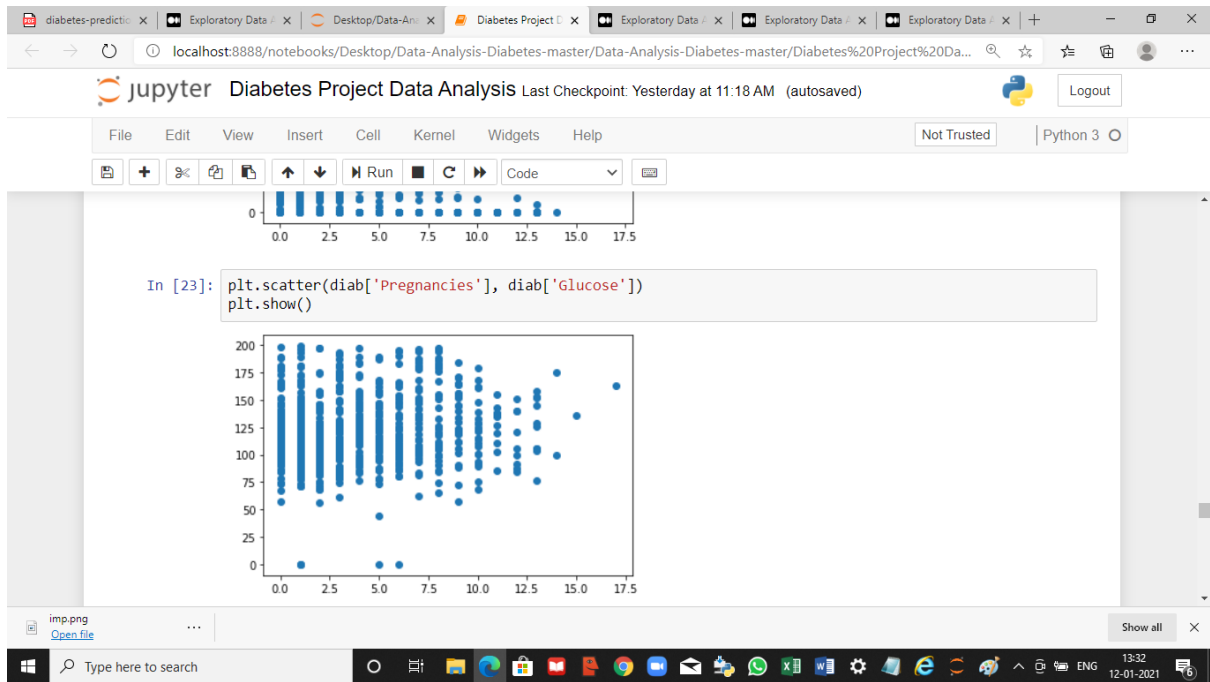 diabetes-predictio
Exploratory Data A
Desktop/Data-Ana
Diabetes Project D
Exploratory Data A
Exploratory Data A
Exploratory Data A
localhost:8888/notebooks/Desktop/Data-Analysis-Diabetes-master/Data-Analysis-Diabetes-master/Diabetes%20Project%20Da...
jupyter Diabetes Project Data Analysis Last Checkpoint: Yesterday at 11:18 AM (autosaved)
Logout
File Edit View Insert Cell Kernel Widgets Help
Not Trusted
Python 3
Run
Code
0
0.0 2.5 5.0 7.5 10.0 12.5 15.0 17.5
In [23]: plt.scatter(diab['Pregnancies'], diab['Glucose'])
plt.show()
200
175
150
125
100
75
50
25
0
0.0 2.5 5.0 7.5 10.0 12.5 15.0 17.5
imp.png
Open file
...
Show all
Type here to search
ENG
13:32
12-01-2021
6